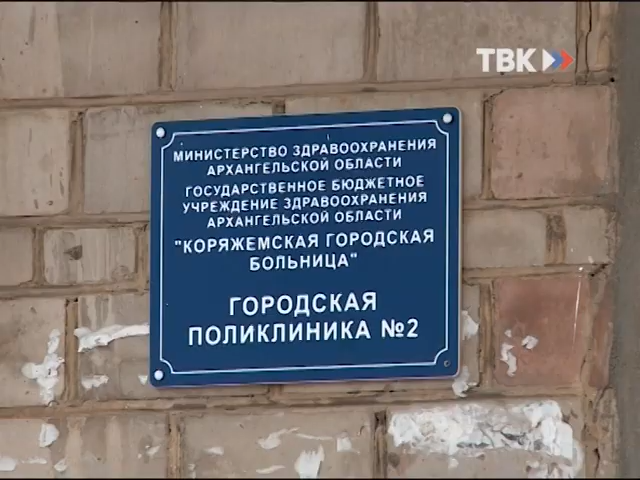 ТВК
МИНИСТЕРСТВО ЗДРАВООХРАНЕНИЯ
АРХАНГЕЛЬСКОЙ ОБЛАСТИ
ГОСУДАРСТВЕННОЕ БЮДЖЕТНОЕ
УЧРЕЖДЕНИЕ ЗДРАВООХРАНЕНИЯ
АРХАНГЕЛЬСКОЙ ОБЛАСТИ
"КОРЯЖЕМСКАЯ ГОРОДСКАЯ
БОЛЬНИЦА"
ГОРОДСКАЯ
ПОЛИКЛИНИКА №2